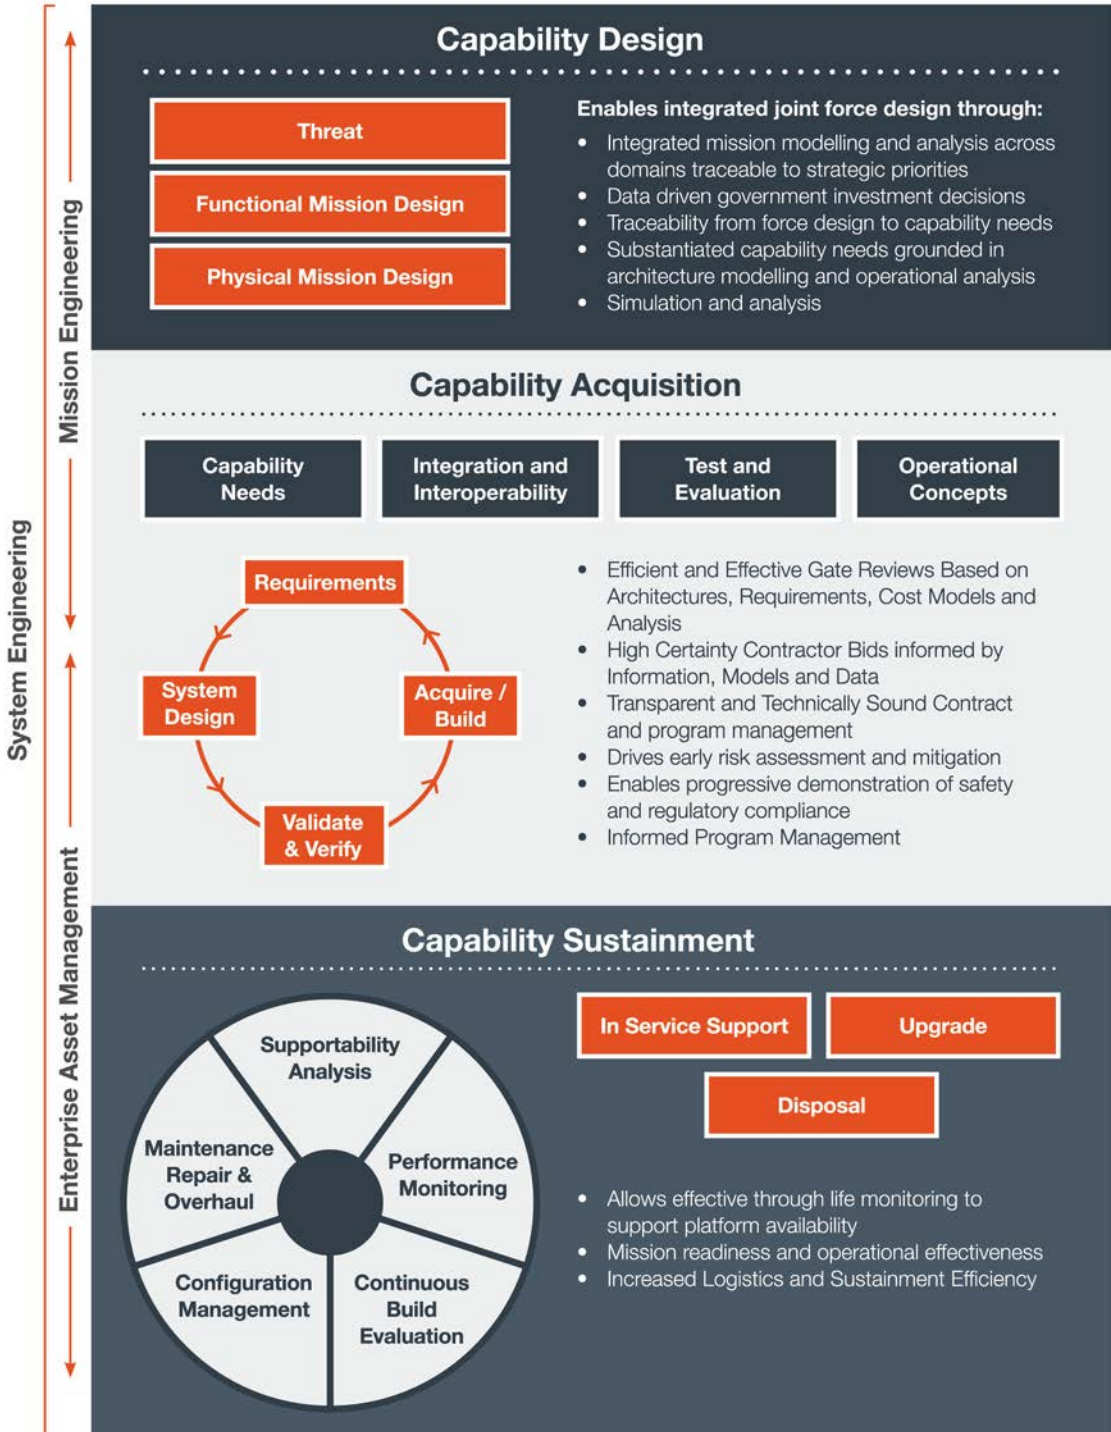 System Engineering
Mission Engineering
Enterprise Asset Management
Capability Design
Threat
Functional Mission Design
Physical Mission Design
Enables integrated joint force design through:
• Integrated mission modelling and analysis across
domains traceable to strategic priorities
• Data driven government investment decisions
• Traceability from force design to capability needs
• Substantiated capability needs grounded in
architecture modelling and operational analysis
• Simulation and analysis
Capability Acquisition
Capability
Needs
Integration and
Interoperability
Test and
Evaluation
Operational
Concepts
Requirements
System
Design
Acquire /
Build
Validate
& Verify
• Efficient and Effective Gate Reviews Based on
Architectures, Requirements, Cost Models and
Analysis
• High Certainty Contractor Bids informed by
Information, Models and Data
• Transparent and Technically Sound Contract
and program management
• Drives early risk assessment and mitigation
• Enables progressive demonstration of safety
and regulatory compliance
• Informed Program Management
Capability Sustainment
Supportability
Analysis
Maintenance
Repair &
Overhaul
Performance
Monitoring
Configuration
Management
Continuous
Build
Evaluation
In Service Support
Upgrade
Disposal
• Allows effective through life monitoring to
support platform availability
• Mission readiness and operational effectiveness
• Increased Logistics and Sustainment Efficiency